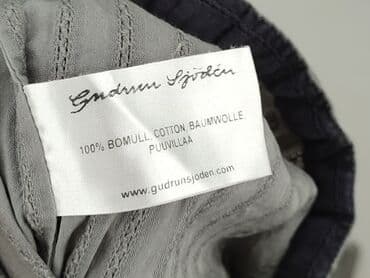 Gudrun Sjödén
100% BOMULL, COTTON, BAUMWOLLE
PUUVILLAA
www.gudrunsjoden.com